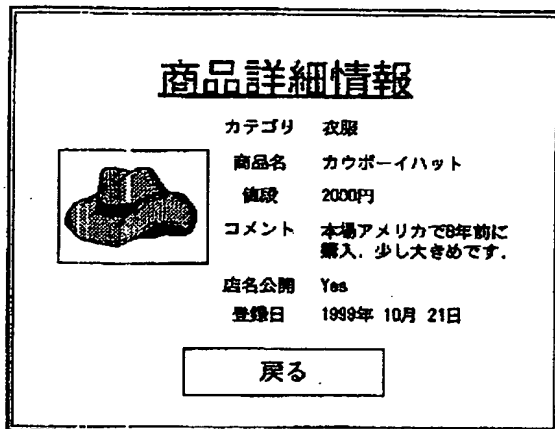 商品詳細情報
カテゴリ 衣服
商品名 カウボーイハット
値段 2000円
コメント 本場アメリカで8年前に
購入．少し大きめです．
店名公開 Yes
登録日 1999年 10月 21日
戻る